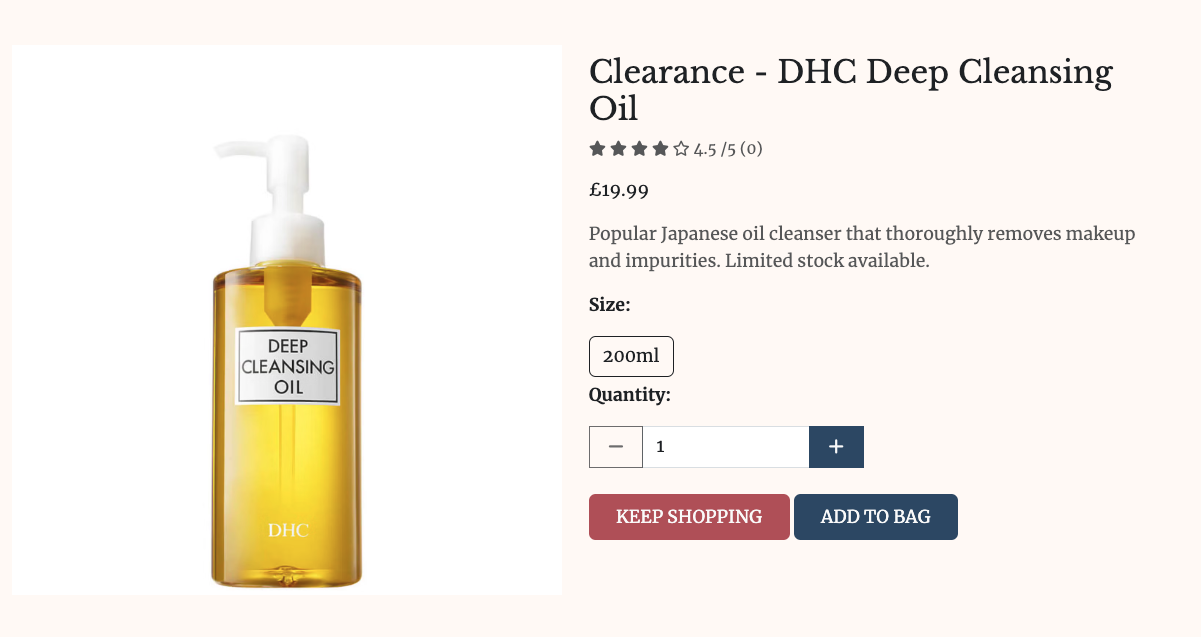 Clearance - DHC Deep Cleansing
Oil
4.5 /5 (0)
£19.99
Popular Japanese oil cleanser that thoroughly removes makeup
and impurities. Limited stock available.
Size:
200ml
Quantity:
1
KEEP SHOPPING
ADD TO BAG
DEEP
CLEANSING
OIL
DHC